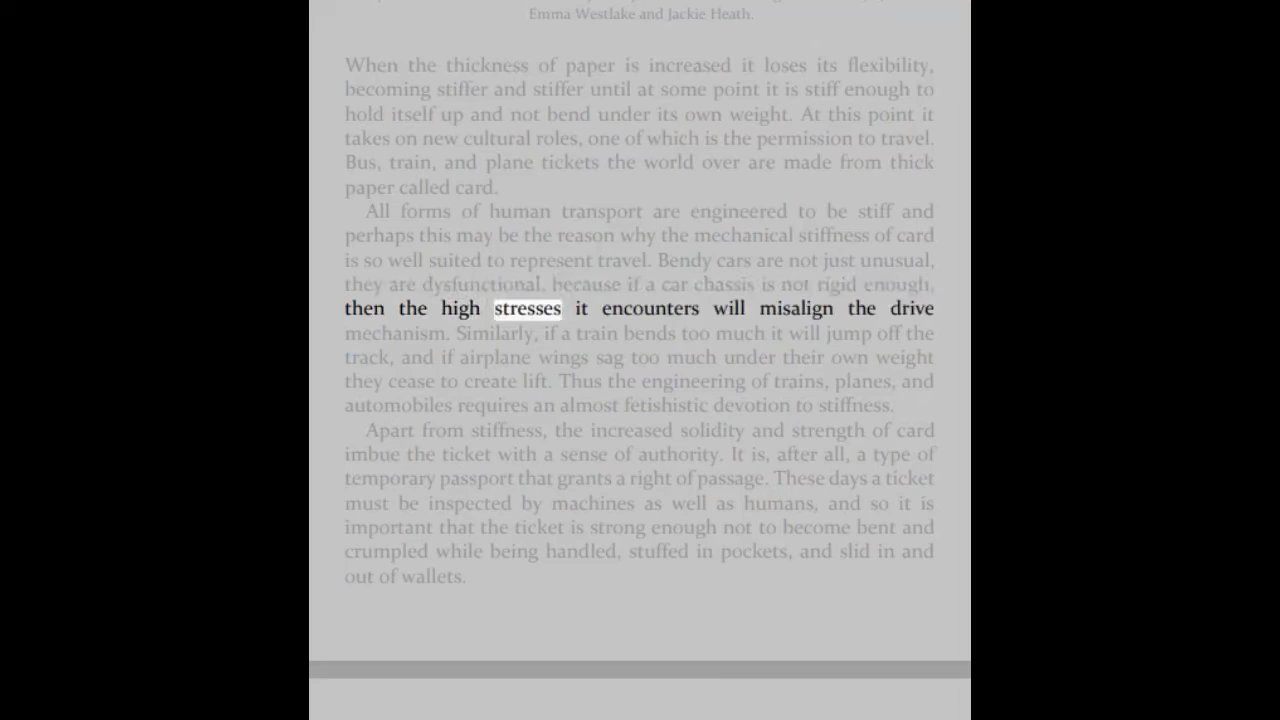 Emma Westlake and Jackie Heath.
When the thickness of paper is increased it loses its flexibility,
becoming stiffer and stiffer until at some point it is stiff enough to
hold itself up and not bend under its own weight. At this point it
takes on new cultural roles, one of which is the permission to travel.
Bus, train, and plane tickets the world over are made from thick
paper called card.
All forms of human transport are engineered to be stiff and
perhaps this may be the reason why the mechanical stiffness of card
is so well suited to represent travel. Bendy cars are not just unusual,
they are dysfunctional, because if a car chassis is not rigid enough,
then the high stresses it encounters will misalign the drive
mechanism. Similarly, if a train bends too much it will jump off the
track, and if airplane wings sag too much under their own weight
they cease to create lift. Thus the engineering of trains, planes, and
automobiles requires an almost fetishistic devotion to stiffness.
Apart from stiffness, the increased solidity and strength of card
imbue the ticket with a sense of authority. It is, after all, a type of
temporary passport that grants a right of passage. These days a ticket
must be inspected by machines as well as humans, and so it is
important that the ticket is strong enough not to become bent and
crumpled while being handled, stuffed in pockets, and slid in and
out of wallets.